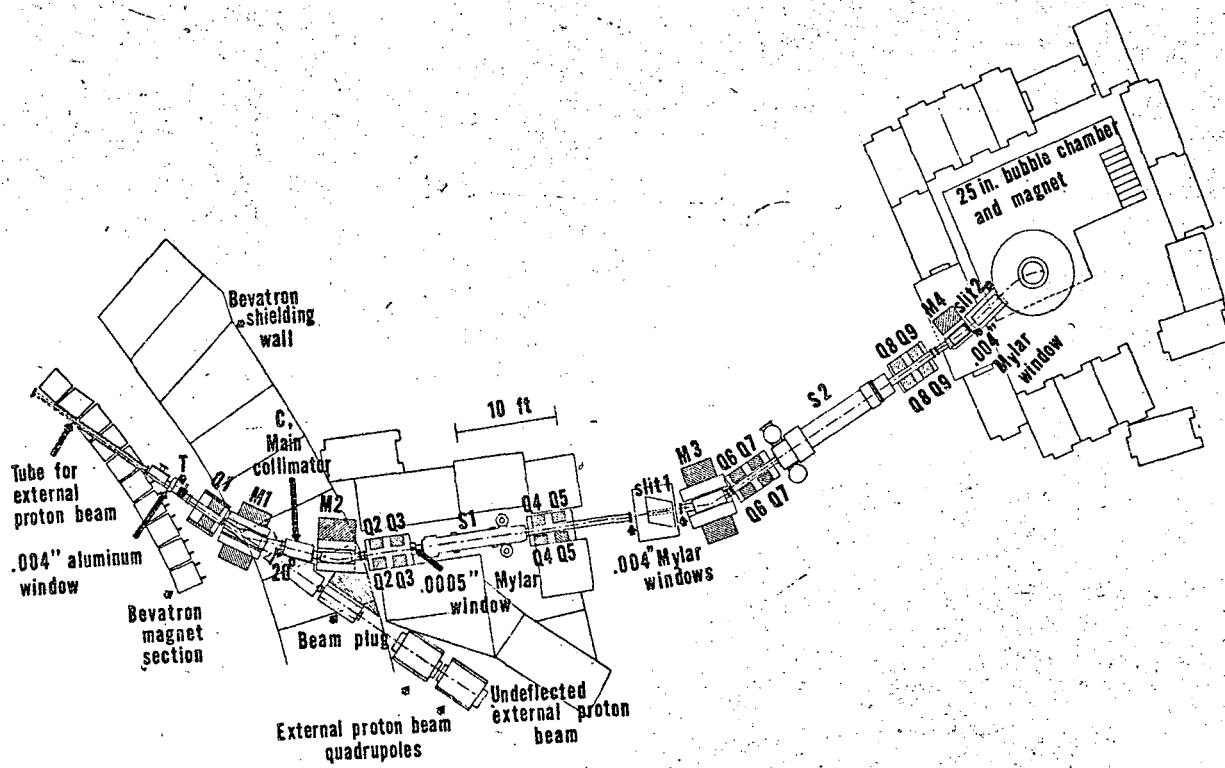 25 in. bubble chamber
and magnet
M4
slit2
.004"
Mylar
window
Q8 Q9
Q8 Q9
S2
Bevatron
shielding
wall
10 ft
C,
Main
collimator
Tube for
external
proton beam
T
Q1
M1
M2
Q2 Q3
Q2 Q3
S1
Q4 Q5
Q4 Q5
slit1
M3
Q6 Q7
Q6 Q7
.004" Mylar
windows
.004" aluminum
window
20°
.0005" Mylar
window
Bevatron
magnet
section
Beam plug
Undeflected
external proton
beam
External proton beam
quadrupoles